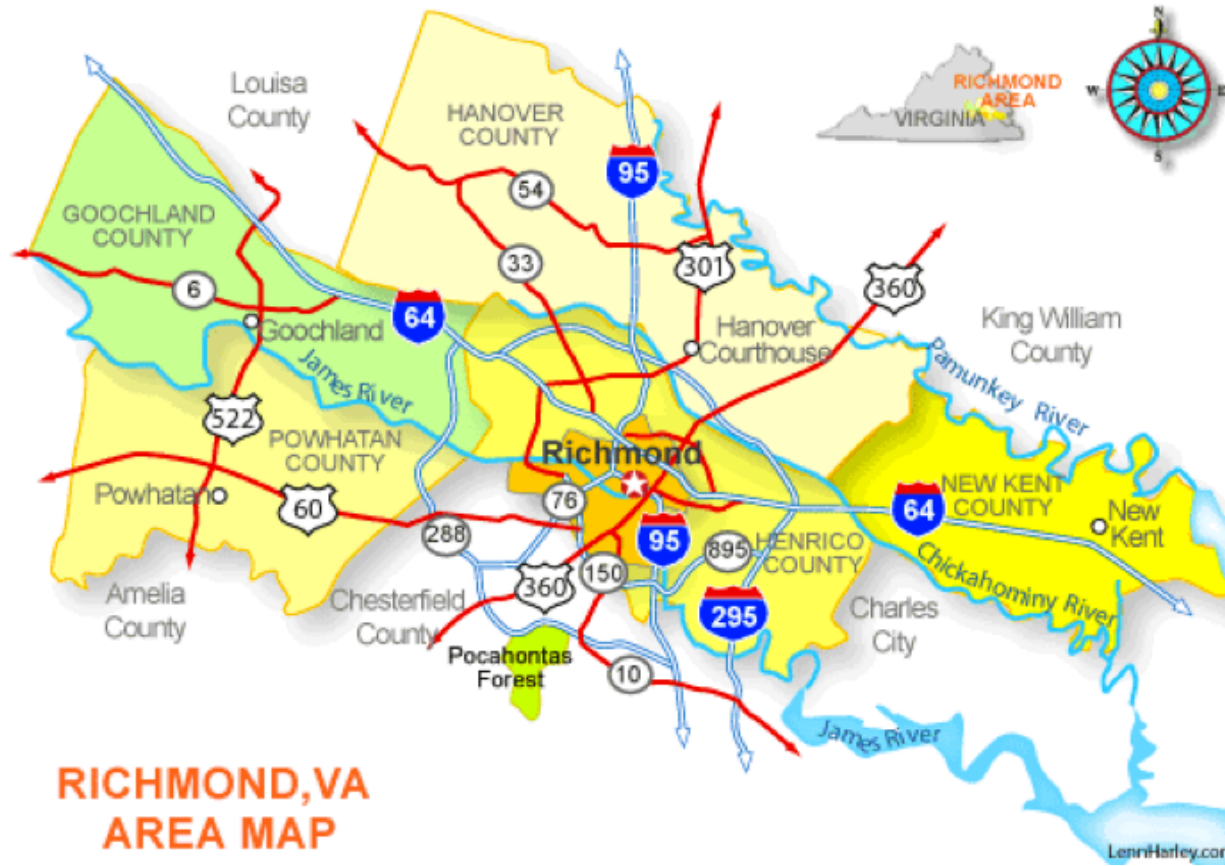 Louisa
County
HANOVER
COUNTY
95
RICHMOND
AREA
VIRGINIA
N
W
E
S
GOOCHLAND
COUNTY
54
33
301
360
6
64
Goochland
Hanover
Courthouse
King William
County
James River
Pamunkey River
522
POWHATAN
COUNTY
Richmond
Powhatan
60
76
288
64
NEW KENT
COUNTY
New
Kent
95
895
HENRICO
COUNTY
Chickahominy River
Amelia
County
Chesterfield
County
360
150
295
Charles
City
Pocahontas
Forest
10
James River
RICHMOND,VA
AREA MAP
LennHarley.com